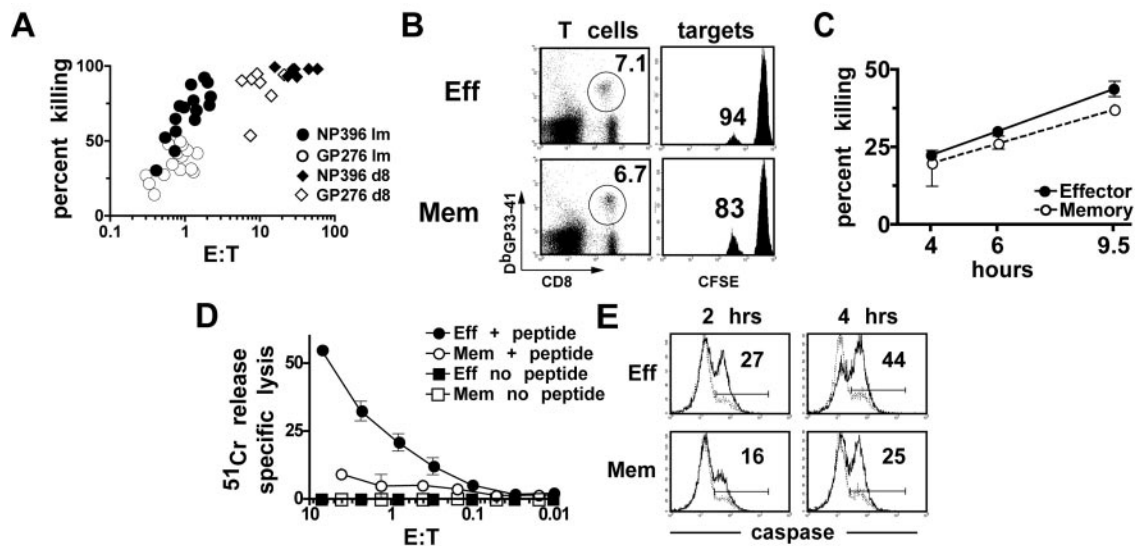 A
percent killing
100
50
0
0.1
1
10
100
E:T
NP396 Im
GP276 Im
NP396 d8
GP276 d8
B
T cells
targets
Eff
7.1
94
Mem
6.7
83
DbGP33-41
CD8
CFSE
C
percent killing
50
25
0
4
6
9.5
hours
Effector
Memory
D
51Cr release
specific lysis
50
25
0
10
1
0.1
0.01
E:T
Eff + peptide
Mem + peptide
Eff no peptide
Mem no peptide
E
2 hrs
4 hrs
Eff
27
44
Mem
16
25
caspase